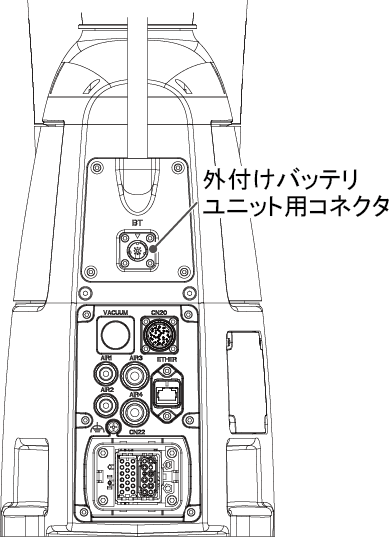 外付けバッテリ
ユニット用コネクタ
BT
VACUUM
CN20
AIR1
AIR3
ETHER
AIR2
AIR4
CN22